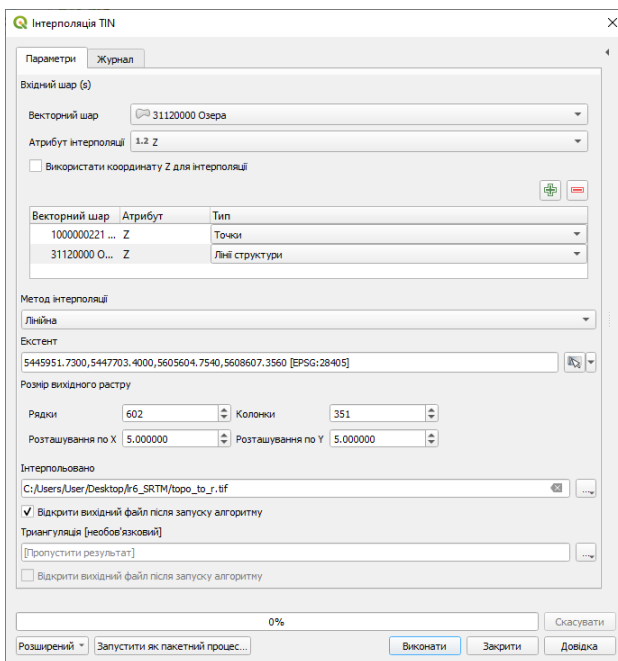 Інтерполяція TIN
Параметри Журнал
Вхідний шар (s)
Векторний шар 31120000 Озера
Атрибут інтерполяції 1.2 Z
Використати координату Z для інтерполяції
Векторний шар Атрибут Тип
1000000221 ... Z Точки
31120000 О... Z Лінії структури
Метод інтерполяції
Лінійна
Екстент
5445951.7300,5447703.4000,5605604.7540,5608607.3560 [EPSG:28405]
Розмір вихідного растру
Рядки 602 Колонки 351
Розташування по X 5.000000 Розташування по Y 5.000000
Інтерпольовано
C:/Users/User/Desktop/lr6_SRTM/topo_to_r.tif
Відкрити вихідний файл після запуску алгоритму
Триангуляція [необов'язковий]
[Пропустити результат]
Відкрити вихідний файл після запуску алгоритму
0% Скасувати
Розширений Запустити як пакетний процес... Виконати Закрити Довідка